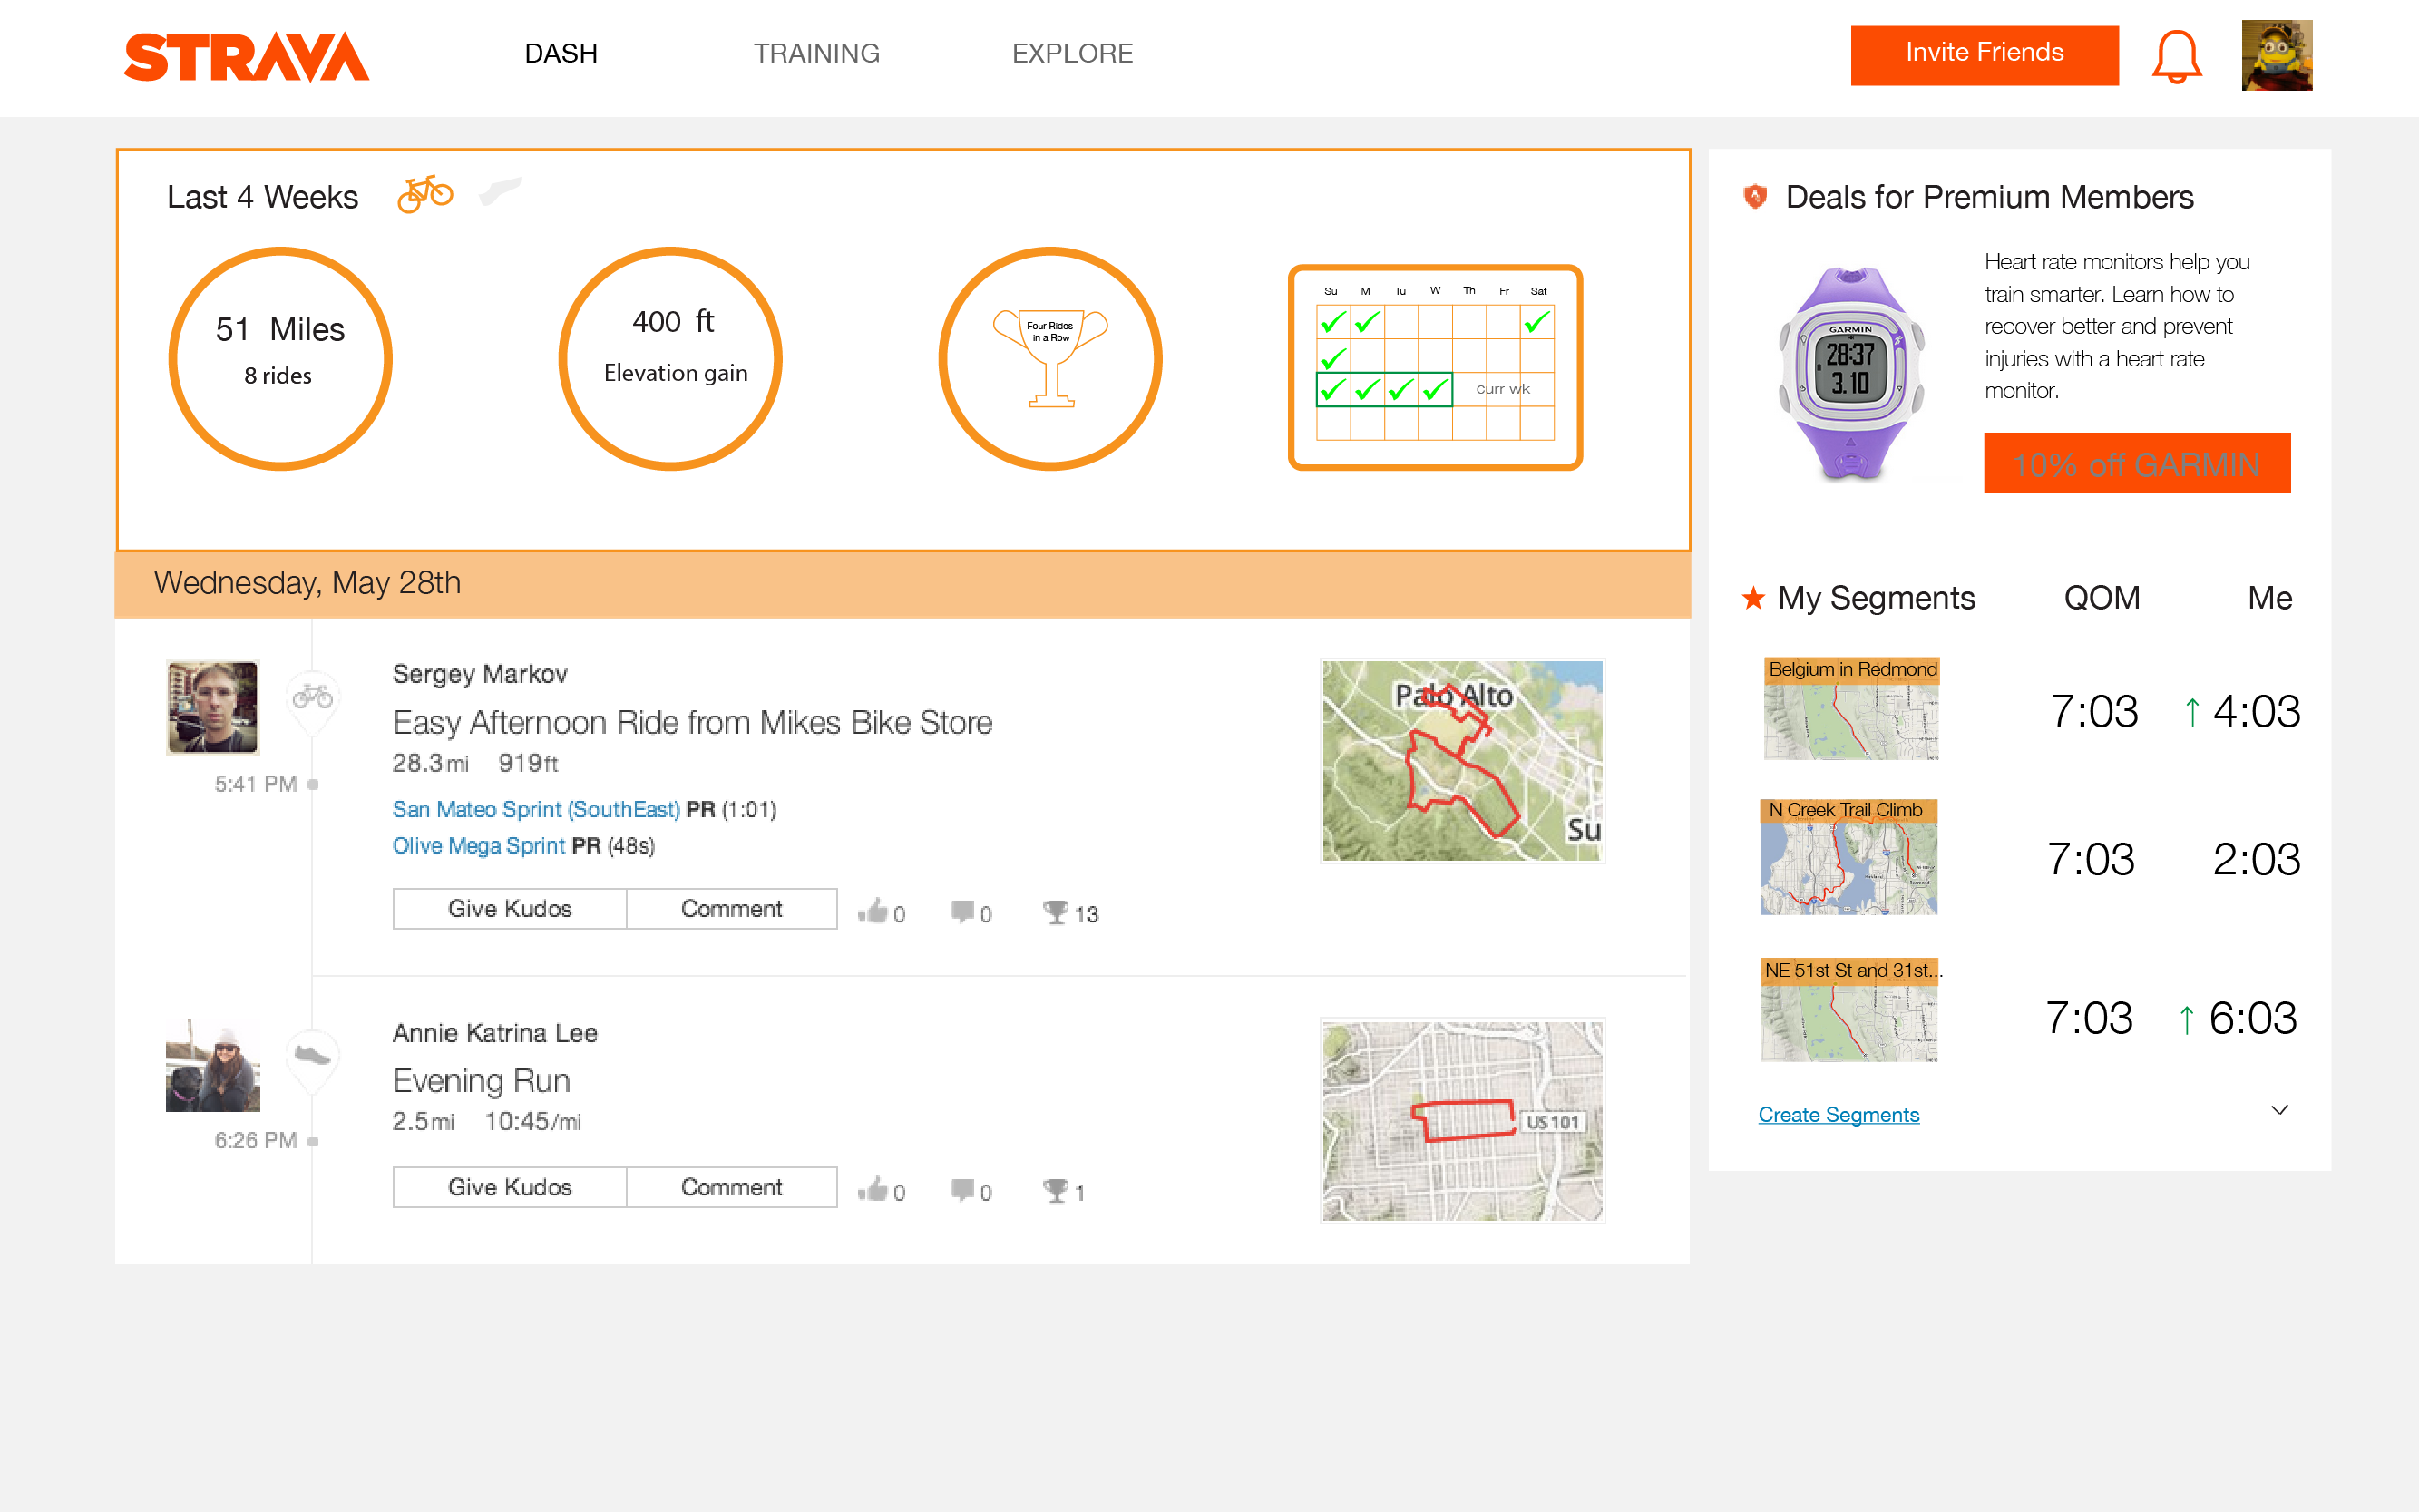 STRAVA
DASH
TRAINING
EXPLORE
Invite Friends
Last 4 Weeks
51 Miles
8 rides
400 ft
Elevation gain
Four Rides
in a Row
Su M Tu W Th Fr Sat
curr wk
Deals for Premium Members
GARMIN
28:37
3.10
Heart rate monitors help you
train smarter. Learn how to
recover better and prevent
injuries with a heart rate
monitor.
10% off GARMIN
Wednesday, May 28th
Sergey Markov
Easy Afternoon Ride from Mikes Bike Store
28.3mi 919ft
5:41 PM
San Mateo Sprint (SouthEast) PR (1:01)
Olive Mega Sprint PR (48s)
Give Kudos
Comment
0
0
13
Palo Alto
Su
Annie Katrina Lee
Evening Run
2.5mi 10:45/mi
6:26 PM
Give Kudos
Comment
0
0
1
US 101
My Segments QOM Me
Belgium in Redmond
7:03 ↑ 4:03
N Creek Trail Climb
7:03 2:03
NE 51st St and 31st...
7:03 ↑ 6:03
Create Segments